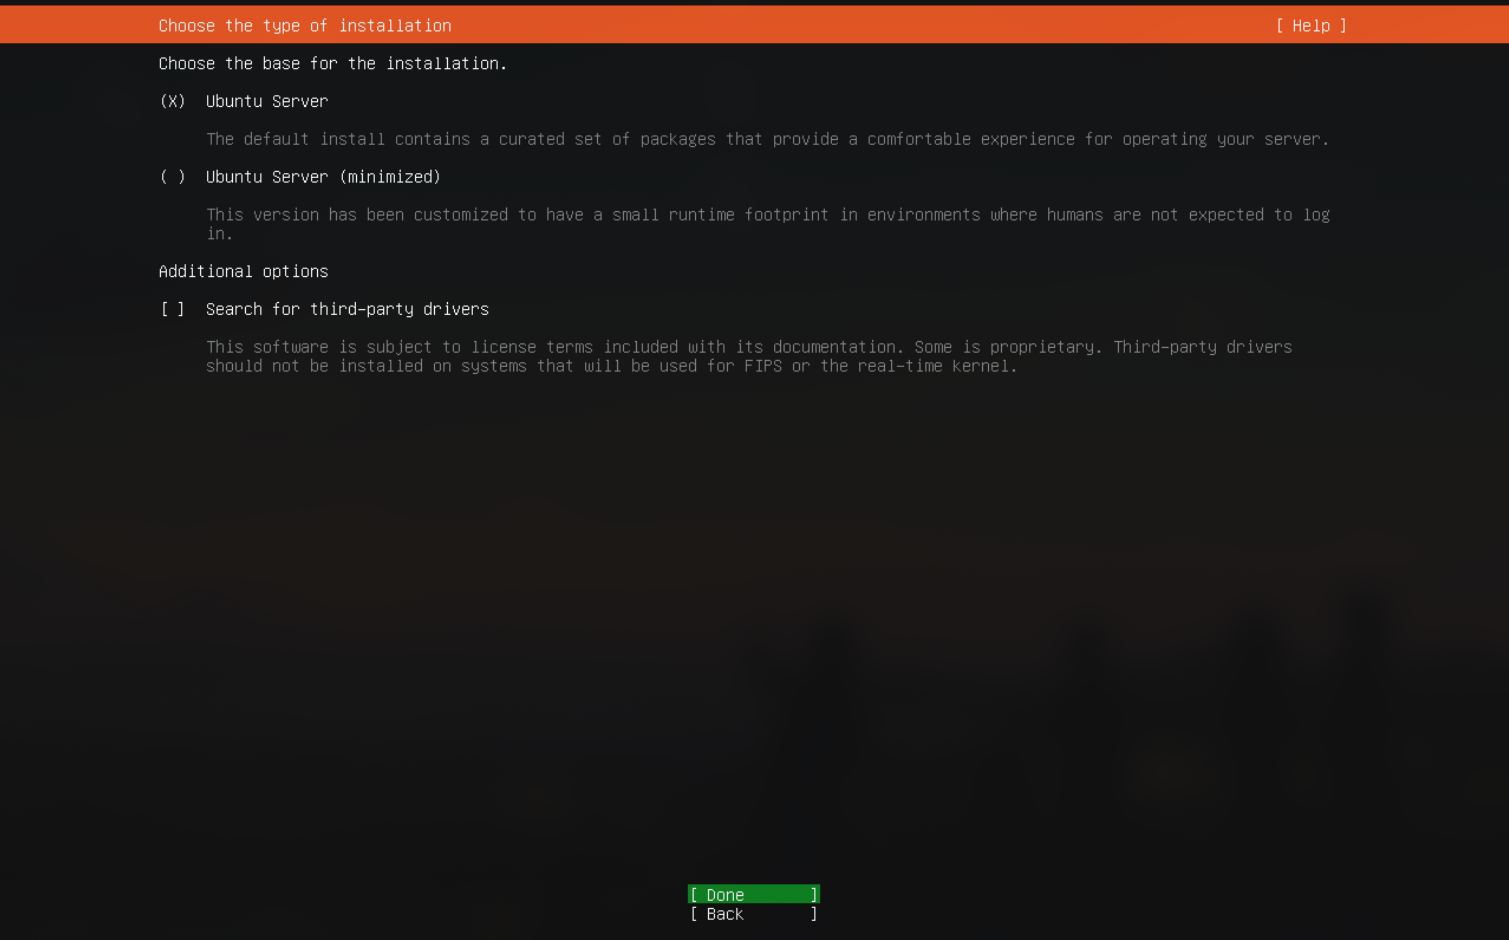 Choose the type of installation [ Help ]
Choose the base for the installation.
(X) Ubuntu Server
The default install contains a curated set of packages that provide a comfortable experience for operating your server.
( ) Ubuntu Server (minimized)
This version has been customized to have a small runtime footprint in environments where humans are not expected to log
in.
Additional options
[ ] Search for third-party drivers
This software is subject to license terms included with its documentation. Some is proprietary. Third-party drivers
should not be installed on systems that will be used for FIPS or the real-time kernel.
[ Done ]
[ Back ]